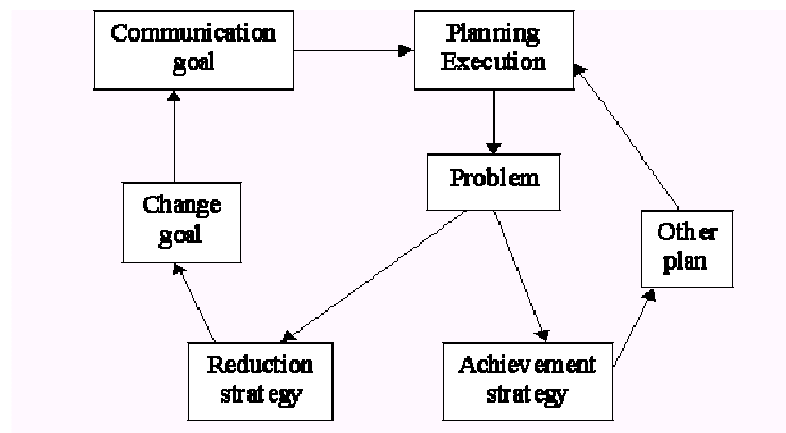 Communication
goal
Planning
Execution
Problem
Change
goal
Other
plan
Reduction
strategy
Achievement
strategy